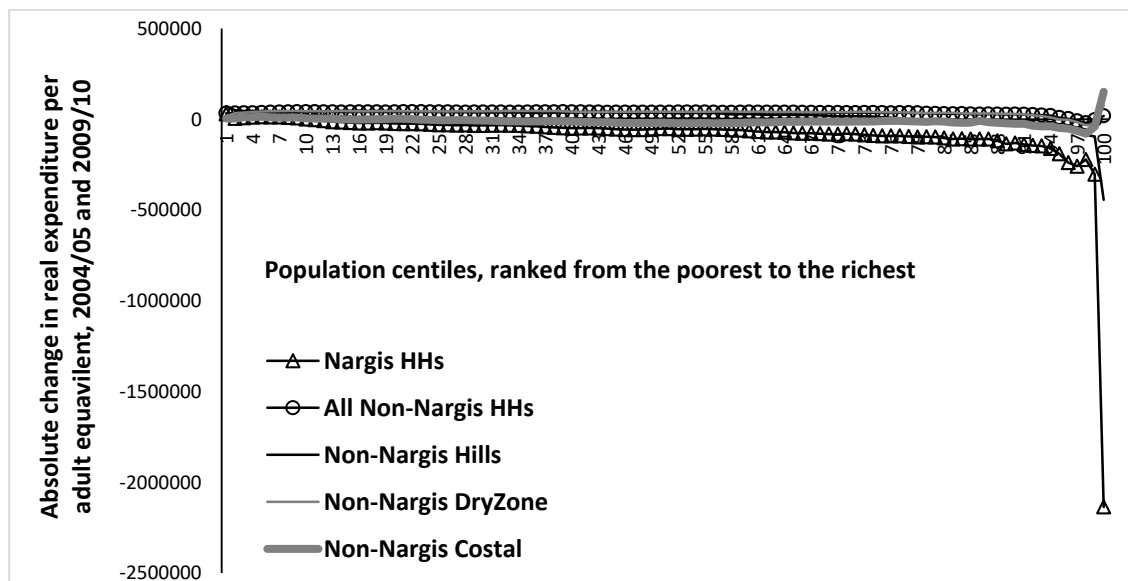 500000
0
-500000
-1000000
-1500000
-2000000
-2500000
Absolute change in real expenditure per
adult equavilent, 2004/05 and 2009/10
1 4 7 10 13 16 19 22 25 28 31 34 37 40 43 46 49 52 55 58 64 97 100
Population centiles, ranked from the poorest to the richest
Nargis HHs
All Non-Nargis HHs
Non-Nargis Hills
Non-Nargis DryZone
Non-Nargis Costal